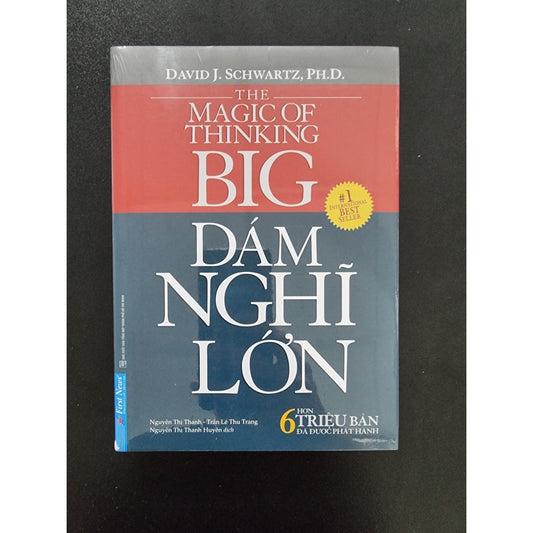 DAVID J. SCHWARTZ, PH.D.
THE
MAGIC OF
THINKING
BIG
#1
INTERNATIONAL
BEST
SELLER
DÁM
NGHĨ
LỚN
First News
Nguyễn Thị Thanh - Trần Lê Thu Trang
Nguyễn Thị Thanh Huyền dịch
HƠN
6 TRIỆU BẢN
ĐÃ ĐƯỢC PHÁT HÀNH